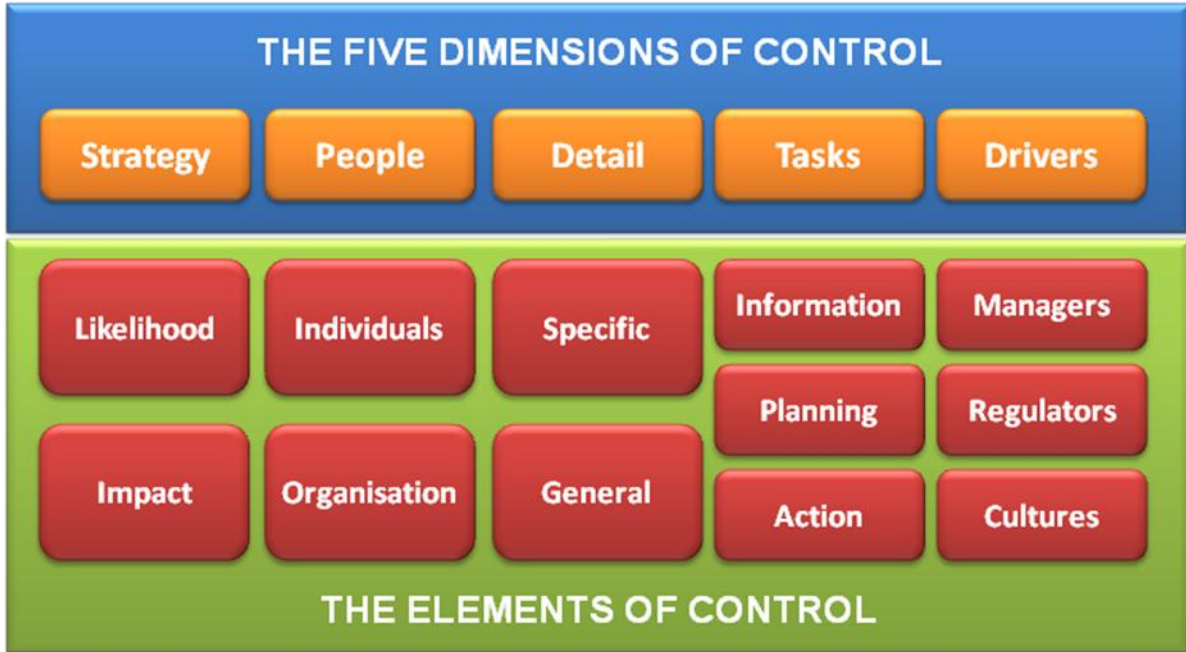 THE FIVE DIMENSIONS OF CONTROL
Strategy
People
Detail
Tasks
Drivers
Likelihood
Individuals
Specific
Information
Managers
Planning
Regulators
Impact
Organisation
General
Action
Cultures
THE ELEMENTS OF CONTROL